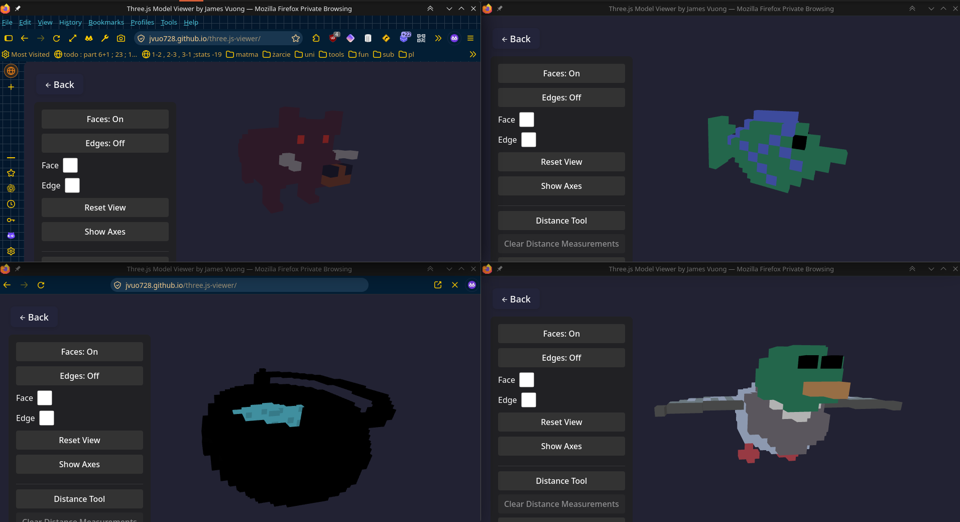 Three.js Model Viewer by James Vuong — Mozilla Firefox Private Browsing
File Edit View History Bookmarks Profiles Tools Help
jvuo728.github.io/three.js-viewer/
Most Visited todo : part 6+1 ; 23 ; 1... 1-2 , 2-3 , 3-1 ;stats -19 matma żarcie uni tools fun sub pl
← Back
Faces: On
Edges: Off
Face
Edge
Reset View
Show Axes
Three.js Model Viewer by James Vuong — Mozilla Firefox Private Browsing
← Back
Faces: On
Edges: Off
Face
Edge
Reset View
Show Axes
Distance Tool
Clear Distance Measurements
Three.js Model Viewer by James Vuong — Mozilla Firefox Private Browsing
jvuo728.github.io/three.js-viewer/
← Back
Faces: On
Edges: Off
Face
Edge
Reset View
Show Axes
Distance Tool
Clear Distance Measurements
Three.js Model Viewer by James Vuong — Mozilla Firefox Private Browsing
← Back
Faces: On
Edges: Off
Face
Edge
Reset View
Show Axes
Distance Tool
Clear Distance Measurements